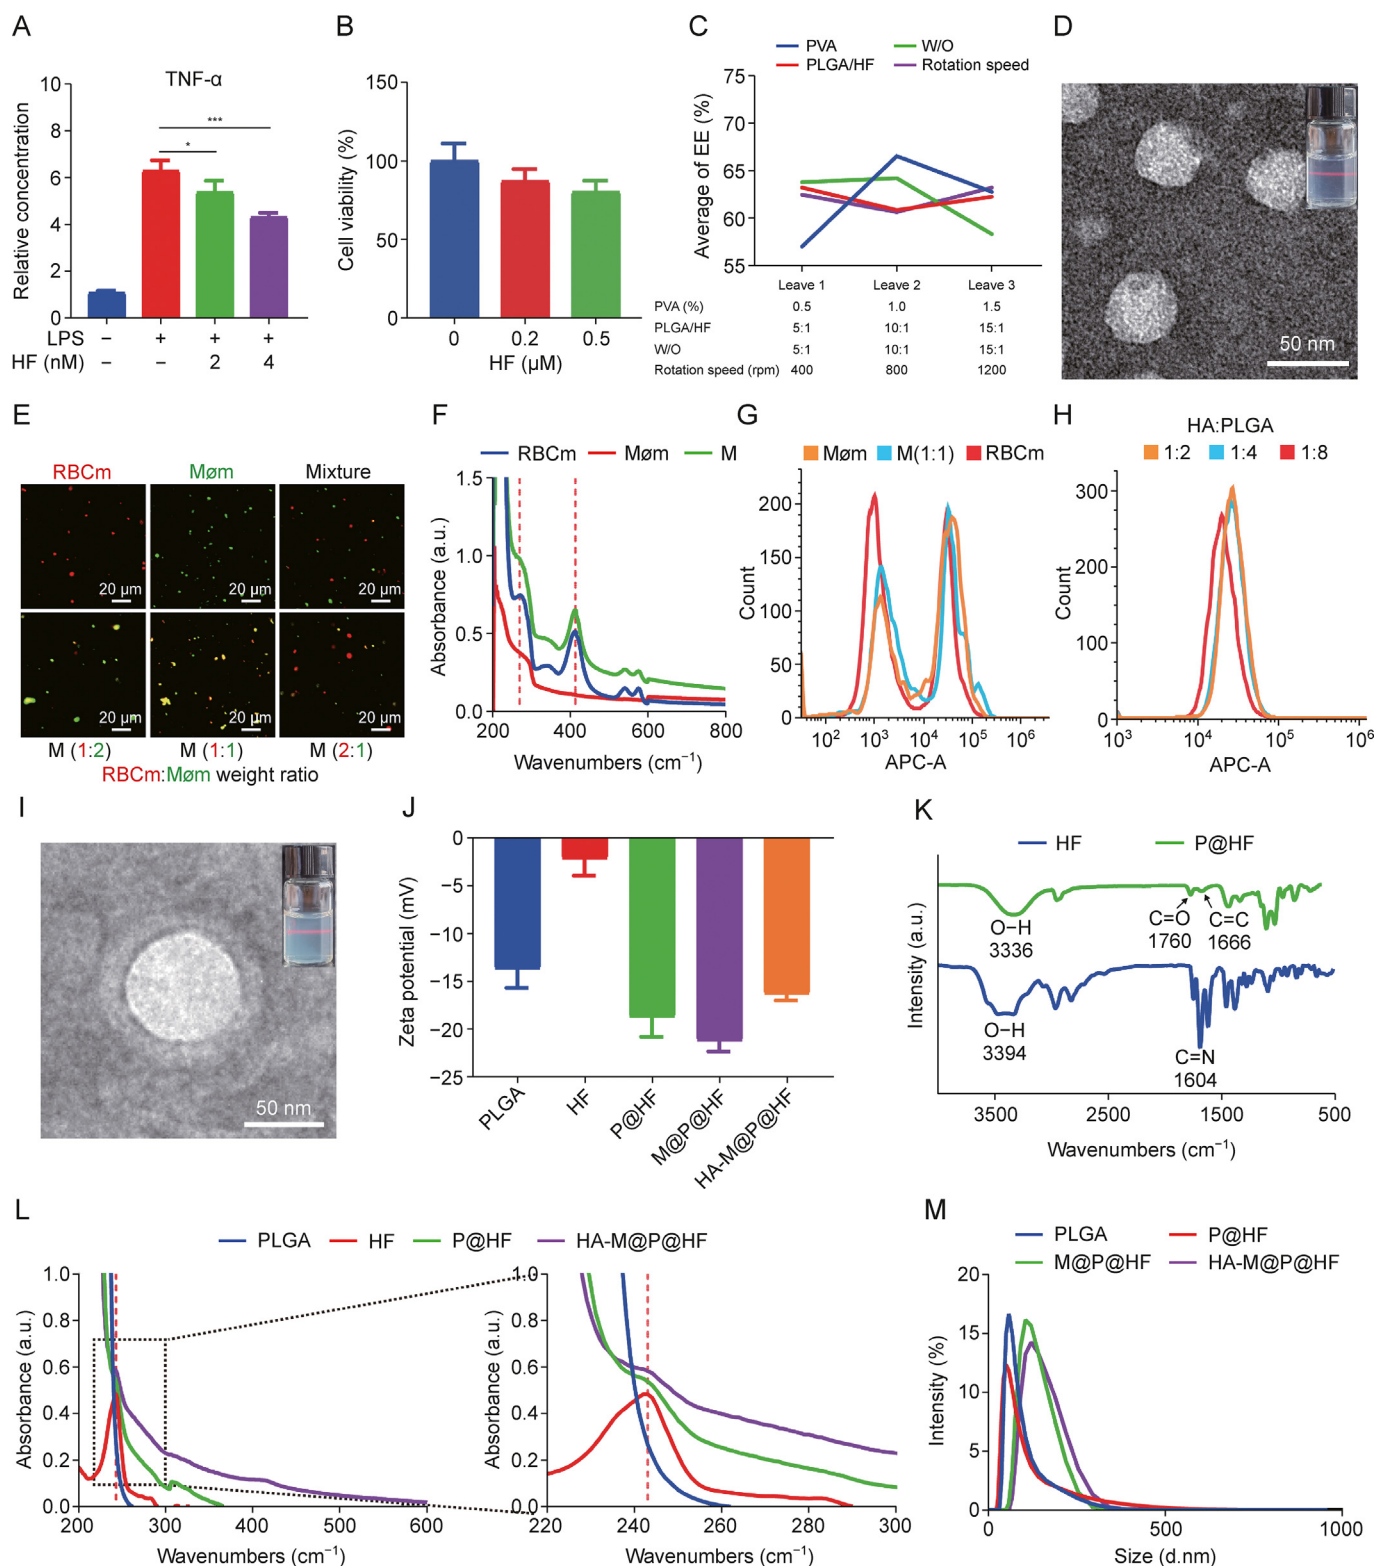 A
TNF-α
Relative concentration
10
8
6
4
2
0
***
*
LPS − + + +
HF (nM) − − 2 4
B
Cell viability (%)
150
100
50
0
0 0.2 0.5
HF (μM)
C
PVA W/O
PLGA/HF Rotation speed
Average of EE (%)
75
70
65
60
55
Leave 1 Leave 2 Leave 3
PVA (%) 0.5 1.0 1.5
PLGA/HF 5:1 10:1 15:1
W/O 5:1 10:1 15:1
Rotation speed (rpm) 400 800 1200
D
50 nm
E
RBCm Møm Mixture
20 μm 20 μm 20 μm
20 μm 20 μm 20 μm
M (1:2) M (1:1) M (2:1)
RBCm:Møm weight ratio
F
RBCm Møm M
Absorbance (a.u.)
1.5
1.0
0.5
0.0
200 400 600 800
Wavenumbers (cm−1)
G
Møm M(1:1) RBCm
Count
200
150
100
50
0
102 103 104 105 106
APC-A
H
HA:PLGA
1:2 1:4 1:8
Count
300
200
300
100
0
103 104 105 106
APC-A
I
50 nm
J
Zeta potential (mV)
0
−5
−10
−15
−20
−25
PLGA
HF
P@HF
M@P@HF
HA-M@P@HF
K
HF P@HF
Intensity (a.u.)
O−H
3336
C=O
1760
C=C
1666
O−H
3394
C=N
1604
3500 2500 1500 500
Wavenumbers (cm−1)
L
PLGA HF P@HF HA-M@P@HF
Absorbance (a.u.)
1.0
0.8
0.6
0.4
0.2
0.0
200 300 400 500 600
Wavenumbers (cm−1)
Absorbance (a.u.)
1.0
0.8
0.6
0.4
0.2
0.0
220 240 260 280 300
Wavenumbers (cm−1)
M
PLGA P@HF
M@P@HF HA-M@P@HF
Intensity (%)
20
15
10
5
0
0 500 1000
Size (d.nm)